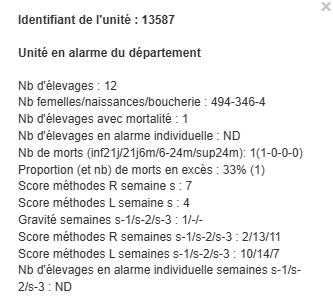 ×
Identifiant de l'unité : 13587
Unité en alarme du département
Nb d'élevages : 12
Nb femelles/naissances/boucherie : 494-346-4
Nb d'élevages avec mortalité : 1
Nb d'élevages en alarme individuelle : ND
Nb de morts (inf21j/21j6m/6-24m/sup24m): 1(1-0-0-0)
Proportion (et nb) de morts en excès : 33% (1)
Score méthodes R semaine s : 7
Score méthodes L semaine s : 4
Gravité semaines s-1/s-2/s-3 : 1/-/-
Score méthodes R semaines s-1/s-2/s-3 : 2/13/11
Score méthodes L semaines s-1/s-2/s-3 : 10/14/7
Nb d'élevages en alarme individuelle semaines s-1/s-
2/s-3 : ND